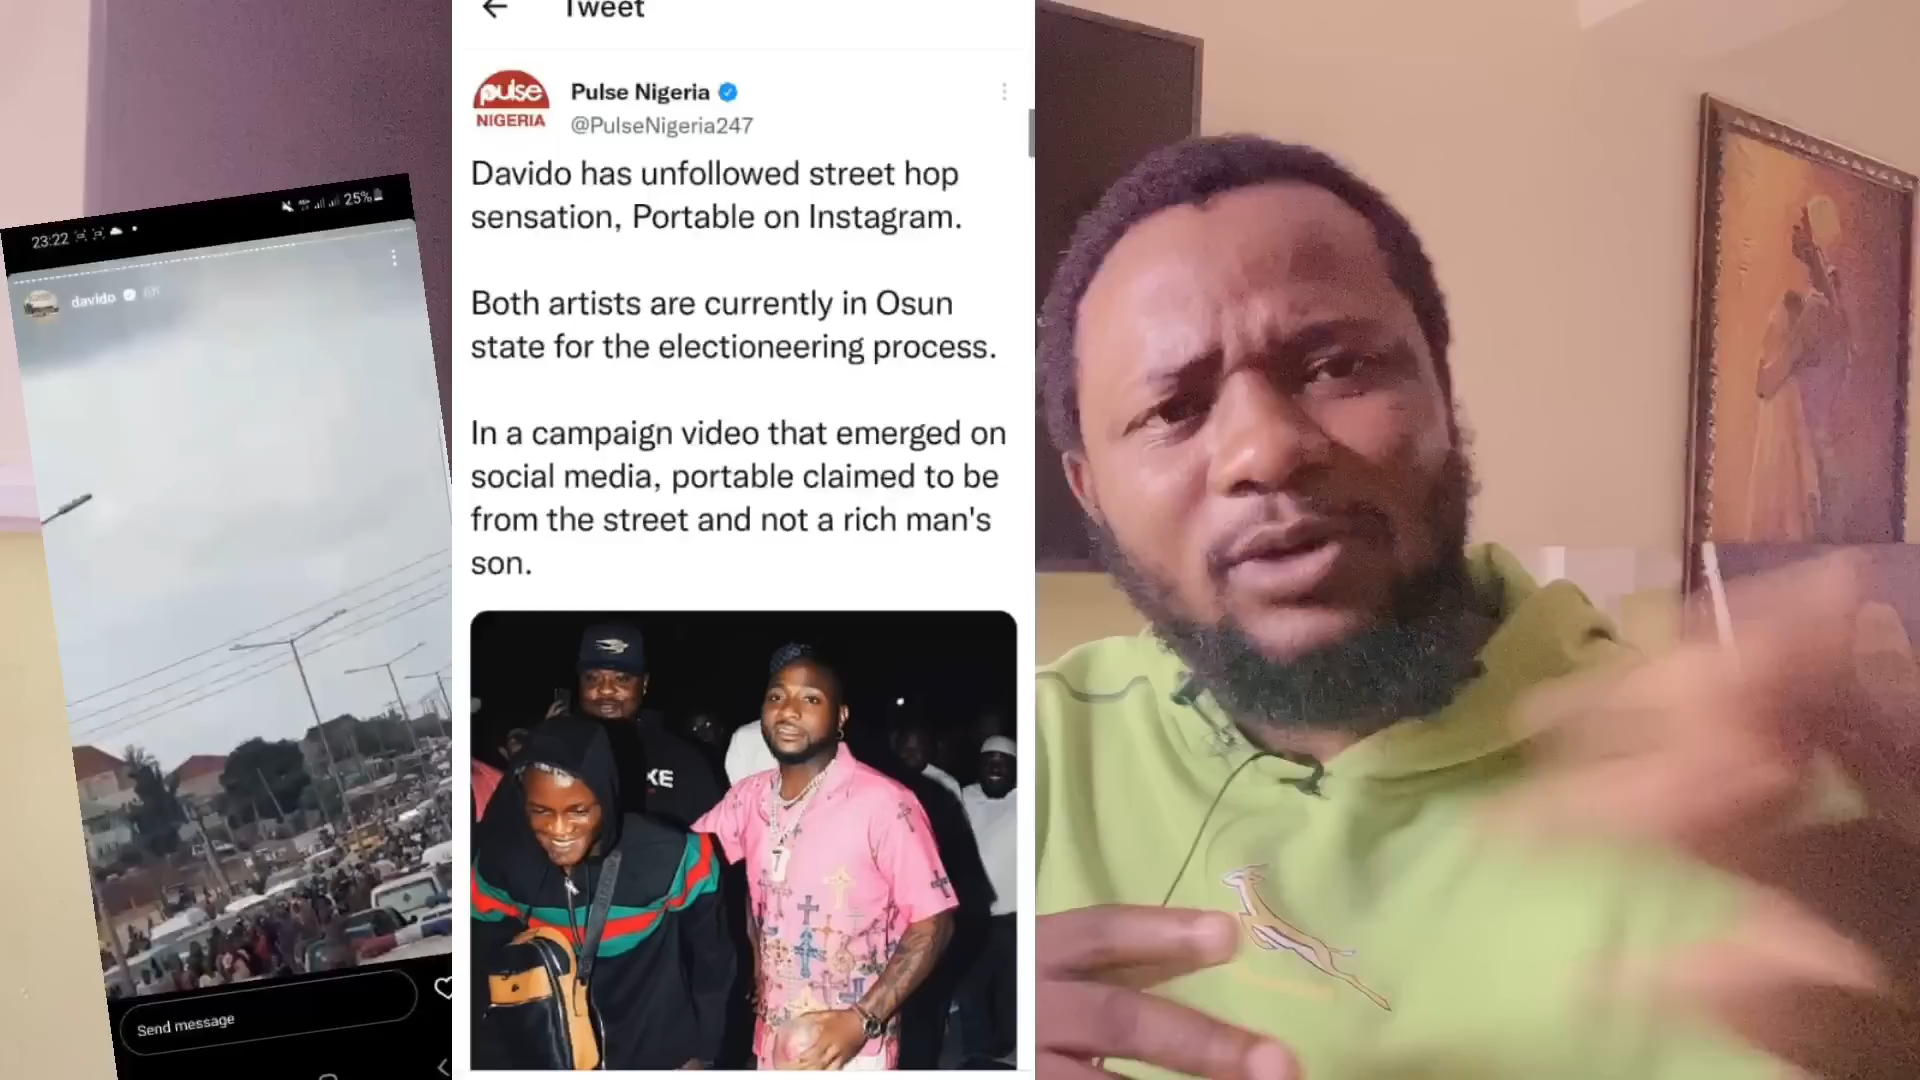 23:22
25%
davido
Send message
Tweet
pulse
NIGERIA
Pulse Nigeria
@PulseNigeria247
Davido has unfollowed street hop
sensation, Portable on Instagram.
Both artists are currently in Osun
state for the electioneering process.
In a campaign video that emerged on
social media, portable claimed to be
from the street and not a rich man's
son.
KE